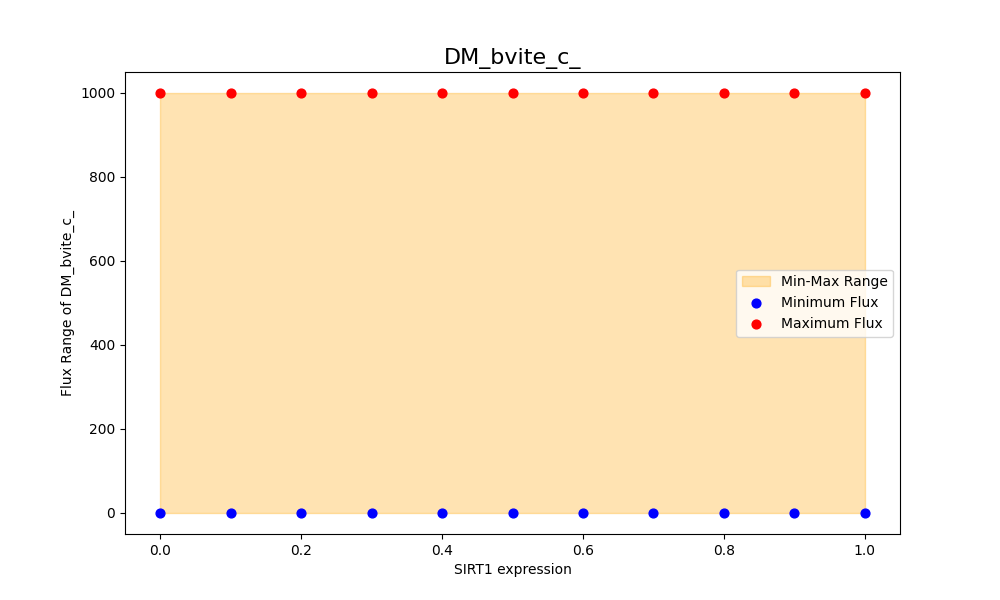 DM_bvite_c_
1000
800
600
400
200
0
Flux Range of DM_bvite_c_
Min-Max Range
Minimum Flux
Maximum Flux
0.0 0.2 0.4 0.6 0.8 1.0
SIRT1 expression